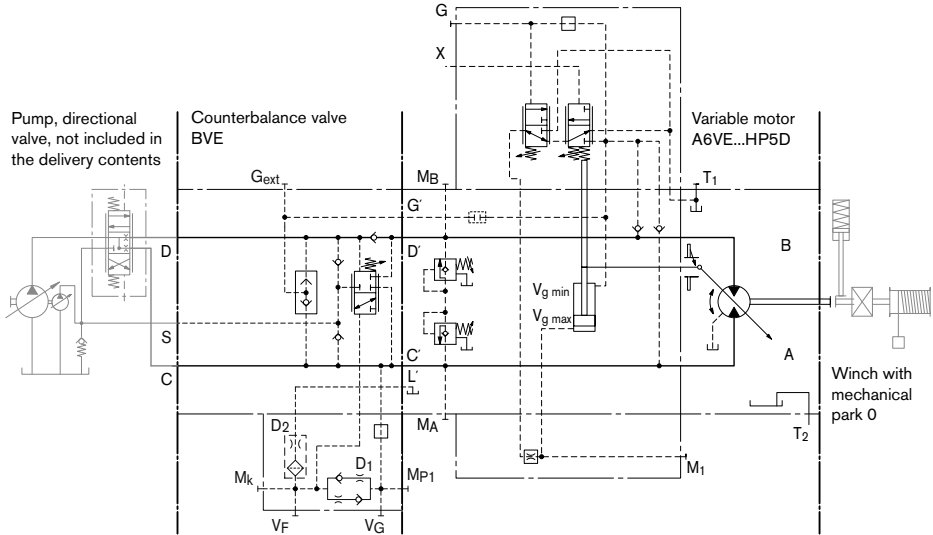 G
X
Pump, directional
valve, not included in
the delivery contents
Counterbalance valve
BVE
Variable motor
A6VE...HP5D
Gext
MB
T1
G'
D
D'
B
Vg min
Vg max
S
A
C
C'
L'
Winch with
mechanical
park 0
D2
MA
T2
Mk
D1
MP1
M1
VF
VG